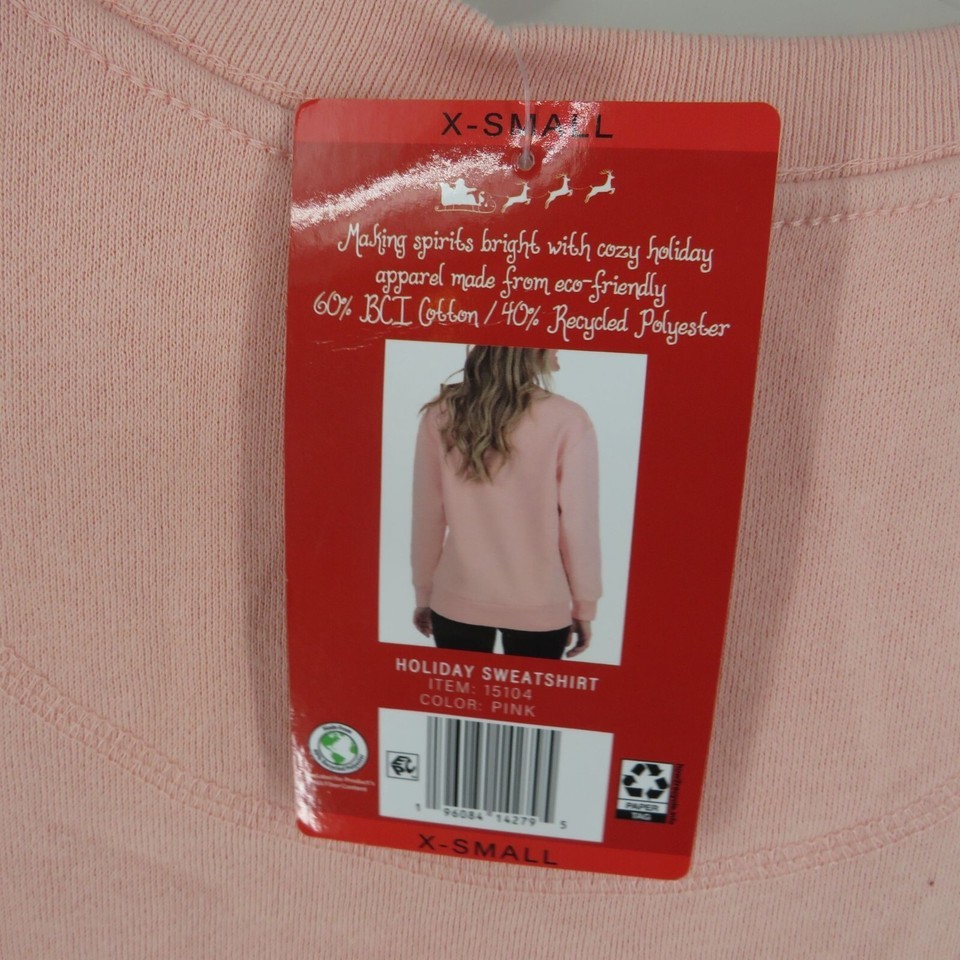 X-SMALL
Making spirits bright with cozy holiday
apparel made from eco-friendly
60% BCI Cotton / 40% Recycled Polyester
HOLIDAY SWEATSHIRT
ITEM: 15104
COLOR: PINK
1 96084 14279 5
PAPER
TAG
X-SMALL